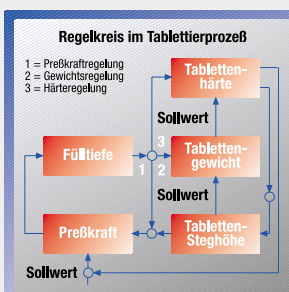 Regelkreis im Tablettierprozeß
1 = Preßkraftregelung
2 = Gewichtsregelung
3 = Härteregelung
Tabletten-
härte
Sollwert
Fülltiefe
1
3
2
Tabletten-
gewicht
Sollwert
Preßkraft
Tabletten-
Steghöhe
Sollwert